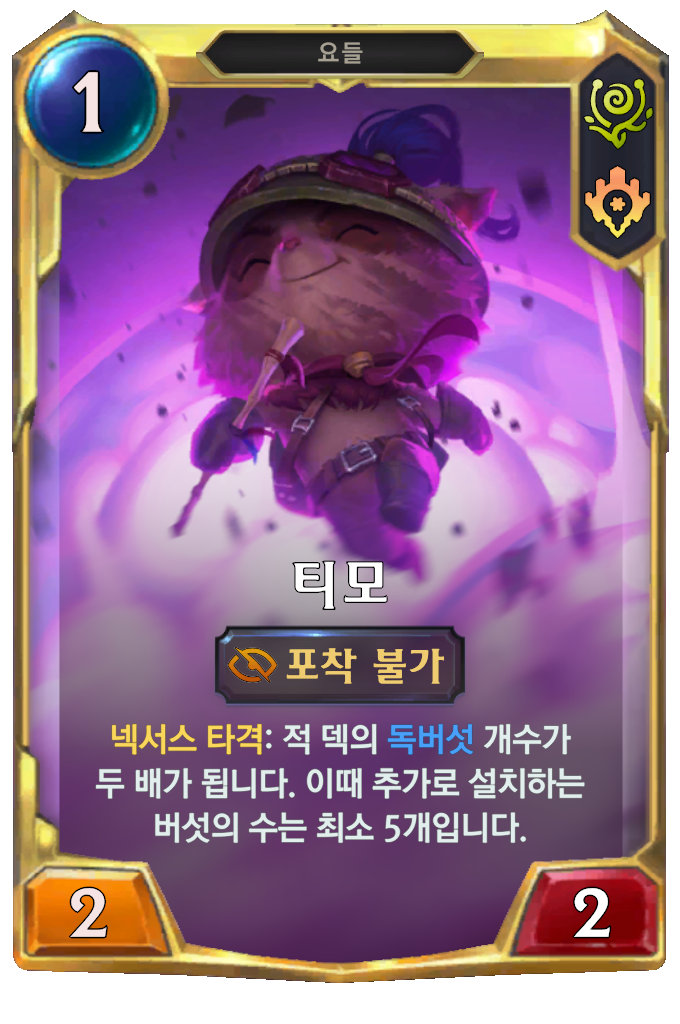 요들
1
티모
포착 불가
넥서스 타격: 적 덱의 독버섯 개수가
두 배가 됩니다. 이때 추가로 설치하는
버섯의 수는 최소 5개입니다.
2
2